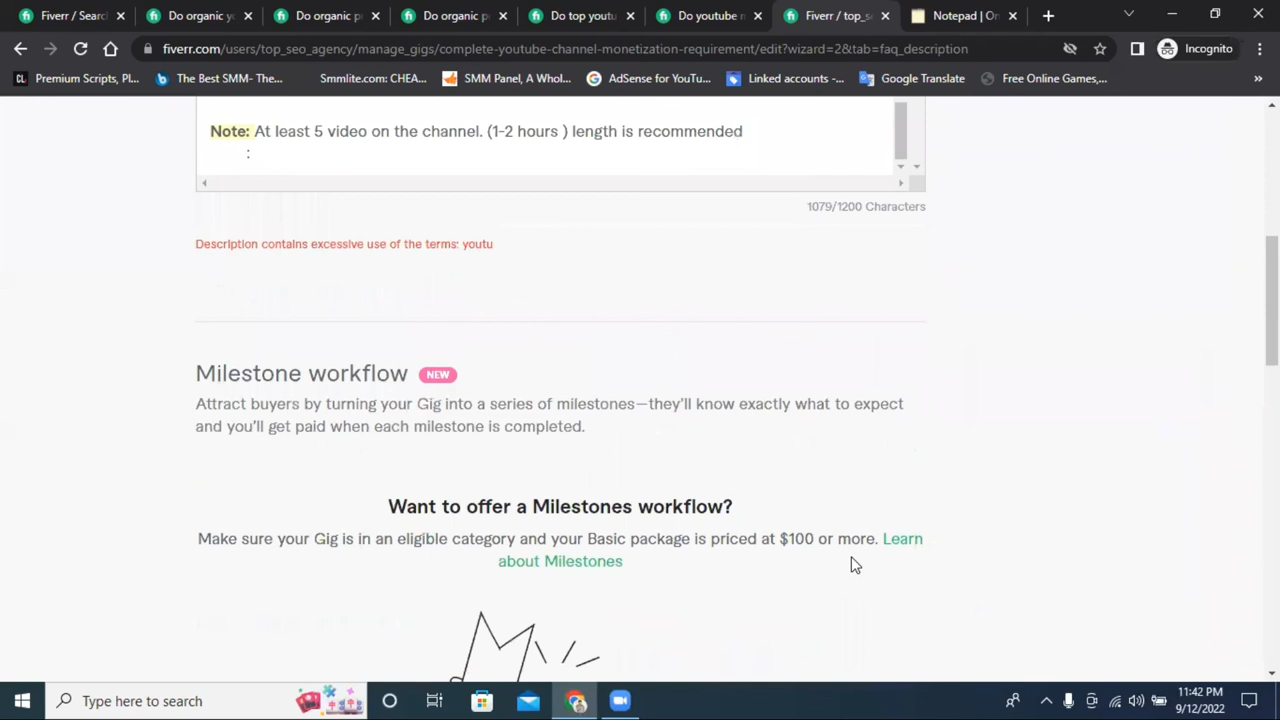 Fiverr / Searc
Do organic yo
Do organic pr
Do organic po
Do top youtu
Do youtube m
Fiverr / top_se
Notepad | On
fiverr.com/users/top_seo_agency/manage_gigs/complete-youtube-channel-monetization-requirement/edit?wizard=2&tab=faq_description
Incognito
Premium Scripts, Pl...
The Best SMM- The...
Smmlite.com: CHEA...
SMM Panel, A Whol...
AdSense for YouTu...
Linked accounts -...
Google Translate
Free Online Games,...
Note: At least 5 video on the channel. (1-2 hours ) length is recommended
:
1079/1200 Characters
Description contains excessive use of the terms: youtu
Milestone workflow NEW
Attract buyers by turning your Gig into a series of milestones—they'll know exactly what to expect
and you'll get paid when each milestone is completed.
Want to offer a Milestones workflow?
Make sure your Gig is in an eligible category and your Basic package is priced at $100 or more. Learn
about Milestones
Type here to search
11:42 PM
9/12/2022